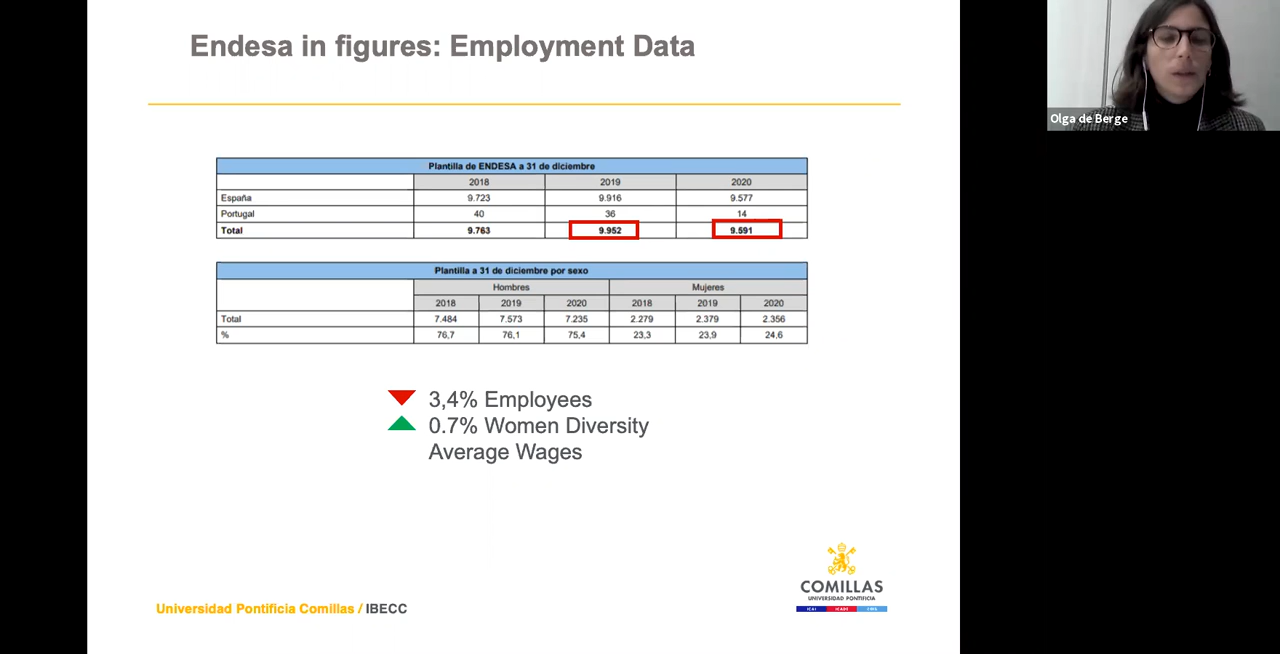 Endesa in figures: Employment Data
Olga de Berge
Plantilla de ENDESA a 31 de diciembre
2018 2019 2020
España 9.723 9.916 9.577
Portugal 40 36 14
Total 9.763 9.952 9.591
Plantilla a 31 de diciembre por sexo
Hombres Mujeres
2018 2019 2020 2018 2019 2020
Total 7.484 7.573 7.235 2.279 2.379 2.356
% 76,7 76,1 75,4 23,3 23,9 24,6
3,4% Employees
0.7% Women Diversity
Average Wages
COMILLAS
UNIVERSIDAD PONTIFICIA
ICAI ICADE
Universidad Pontificia Comillas / IBECC